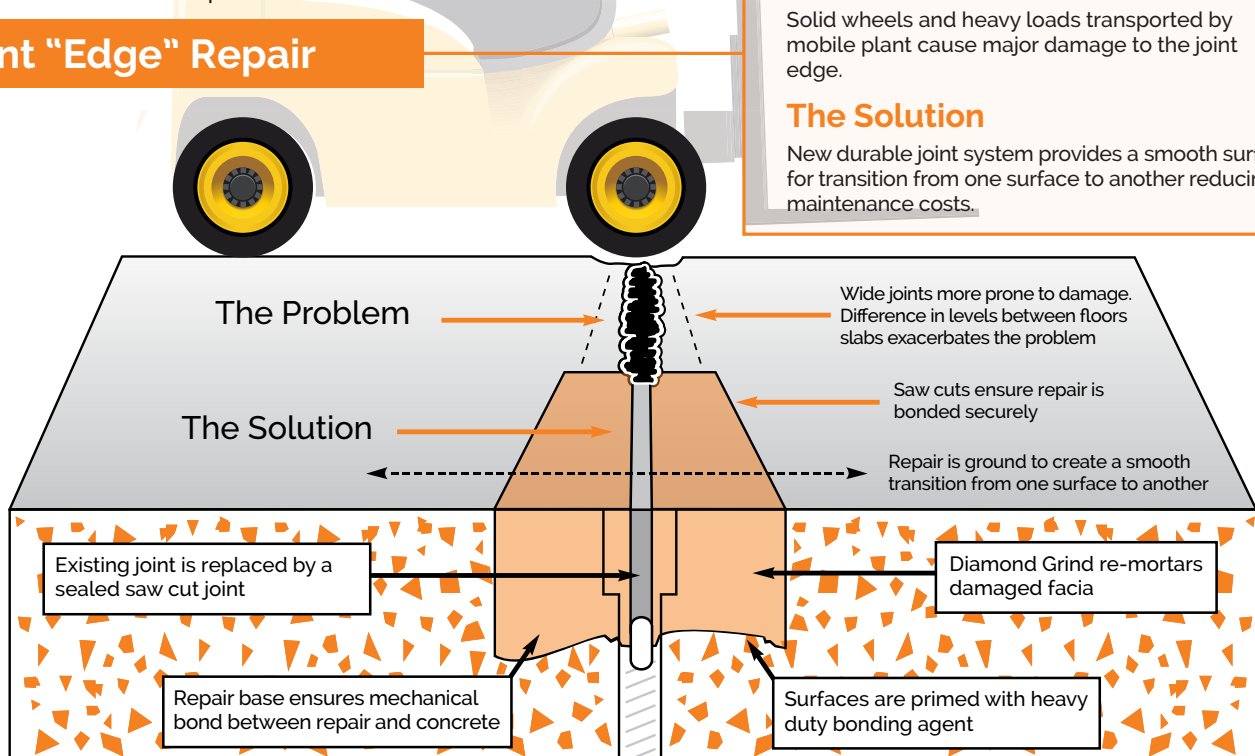 nt “Edge” Repair
Solid wheels and heavy loads transported by
mobile plant cause major damage to the joint
edge.
The Solution
New durable joint system provides a smooth sur
for transition from one surface to another reducin
maintenance costs.
The Problem
Wide joints more prone to damage.
Difference in levels between floors
slabs exacerbates the problem
Saw cuts ensure repair is
bonded securely
The Solution
Repair is ground to create a smooth
transition from one surface to another
Existing joint is replaced by a
sealed saw cut joint
Diamond Grind re-mortars
damaged facia
Repair base ensures mechanical
bond between repair and concrete
Surfaces are primed with heavy
duty bonding agent